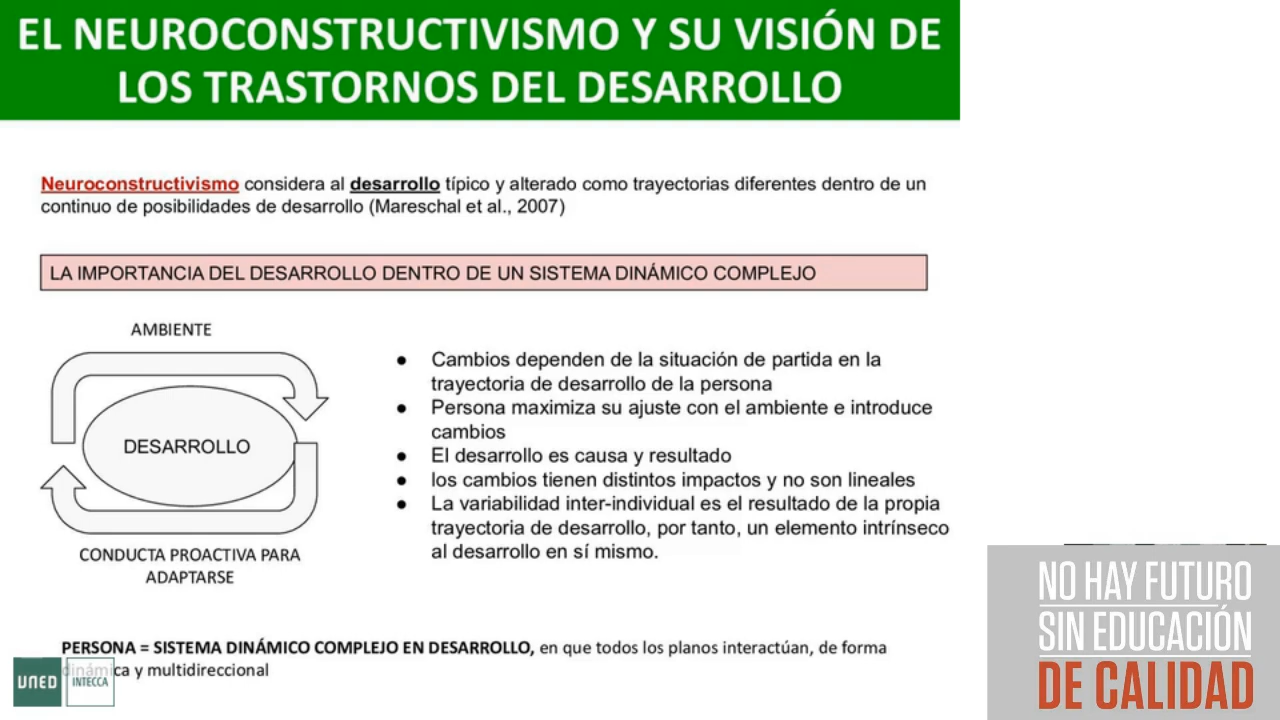 EL NEUROCONSTRUCTIVISMO Y SU VISIÓN DE
LOS TRASTORNOS DEL DESARROLLO
Neuroconstructivismo considera al desarrollo típico y alterado como trayectorias diferentes dentro de un
continuo de posibilidades de desarrollo (Mareschal et al., 2007)
LA IMPORTANCIA DEL DESARROLLO DENTRO DE UN SISTEMA DINÁMICO COMPLEJO
AMBIENTE
DESARROLLO
CONDUCTA PROACTIVA PARA
ADAPTARSE
● Cambios dependen de la situación de partida en la
trayectoria de desarrollo de la persona
● Persona maximiza su ajuste con el ambiente e introduce
cambios
● El desarrollo es causa y resultado
● los cambios tienen distintos impactos y no son lineales
● La variabilidad inter-individual es el resultado de la propia
trayectoria de desarrollo, por tanto, un elemento intrínseco
al desarrollo en sí mismo.
PERSONA = SISTEMA DINÁMICO COMPLEJO EN DESARROLLO, en que todos los planos interactúan, de forma
dinámica y multidireccional
UNED
INTECCA
NO HAY FUTURO
SIN EDUCACIÓN
DE CALIDAD